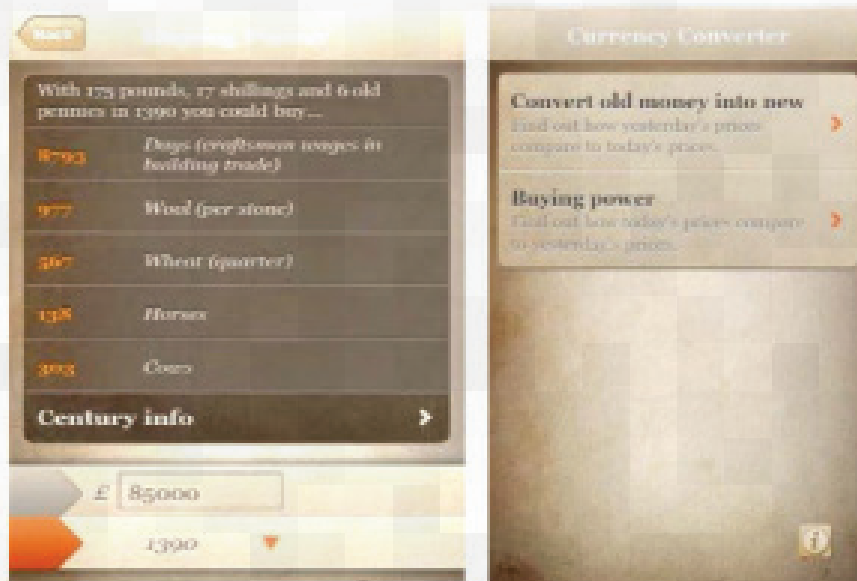 Back
With 175 pounds, 17 shillings and 6 old
pennies in 1390 you could buy...
8793 Days (craftsman wages in
building trade)
977 Wool (per stone)
567 Wheat (quarter)
138 Horses
303 Cows
Century info
£ 85000
1390
Currency Converter
Convert old money into new
Find out how yesterday's prices
compare to today's prices.
Buying power
Find out how today's prices compare
to yesterday's prices.
i